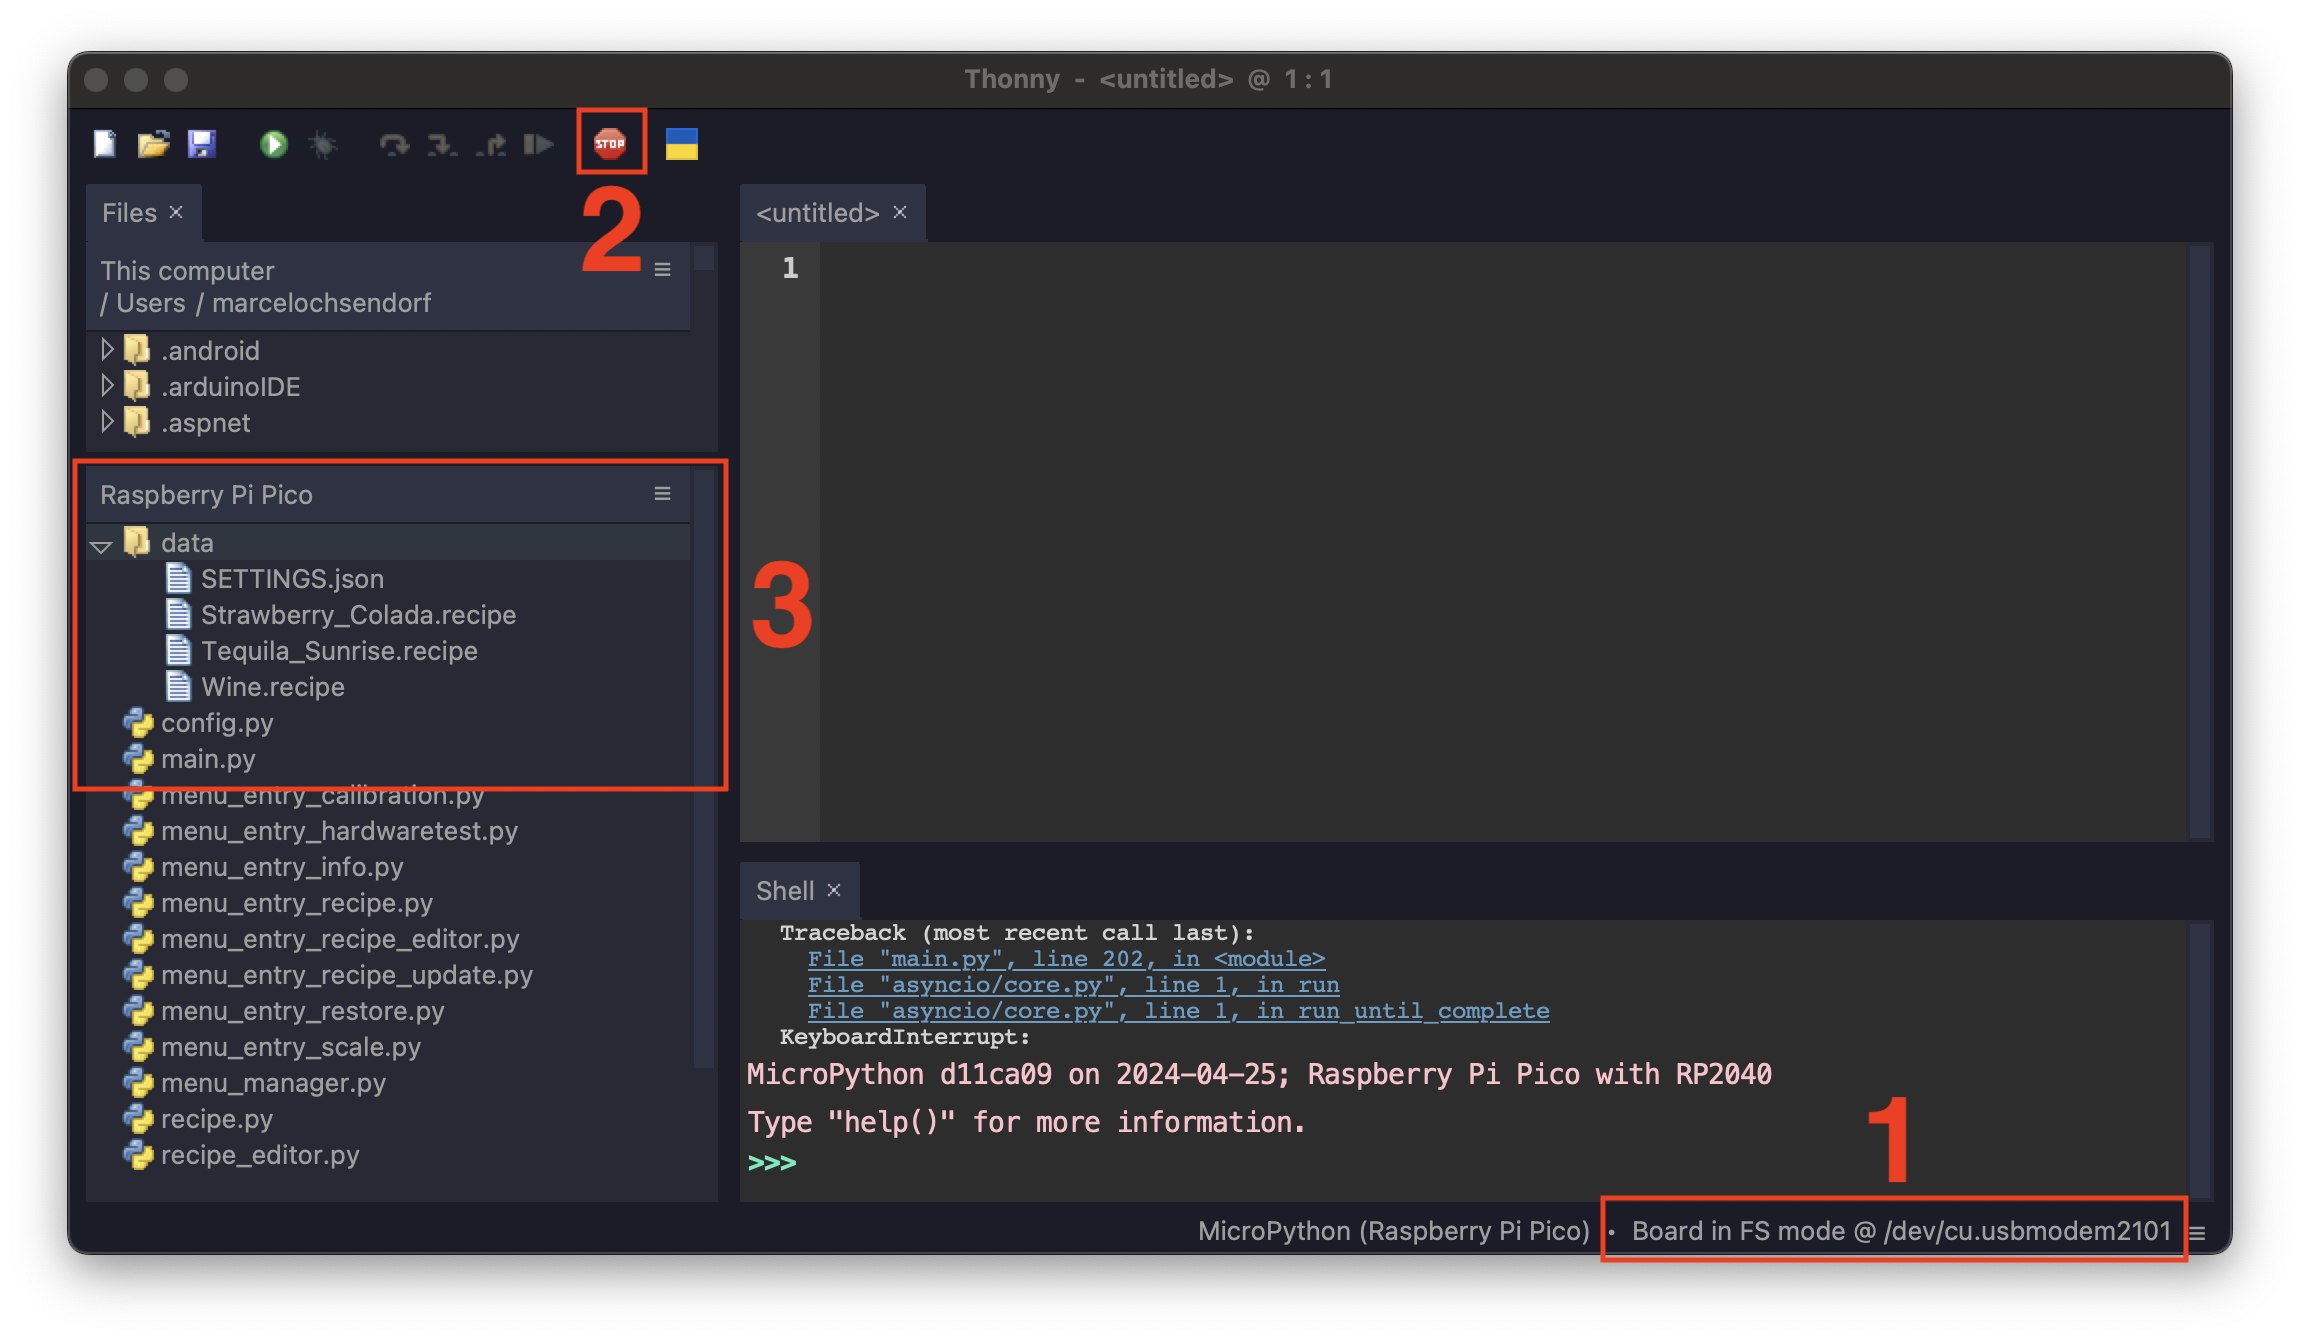 Thonny - <untitled> @ 1:1
STOP
2
Files ×
This computer
/ Users / marcelochsendorf
.android
.arduinoIDE
.aspnet
Raspberry Pi Pico
data
SETTINGS.json
Strawberry_Colada.recipe
Tequila_Sunrise.recipe
Wine.recipe
config.py
main.py
menu_entry_calibration.py
menu_entry_hardwaretest.py
menu_entry_info.py
menu_entry_recipe.py
menu_entry_recipe_editor.py
menu_entry_recipe_update.py
menu_entry_restore.py
menu_entry_scale.py
menu_manager.py
recipe.py
recipe_editor.py
<untitled> ×
1
3
Shell ×
Traceback (most recent call last):
File "main.py", line 202, in <module>
File "asyncio/core.py", line 1, in run
File "asyncio/core.py", line 1, in run_until_complete
KeyboardInterrupt:
MicroPython d11ca09 on 2024-04-25; Raspberry Pi Pico with RP2040
Type "help()" for more information.
>>>
1
MicroPython (Raspberry Pi Pico) • Board in FS mode @ /dev/cu.usbmodem2101 ≡